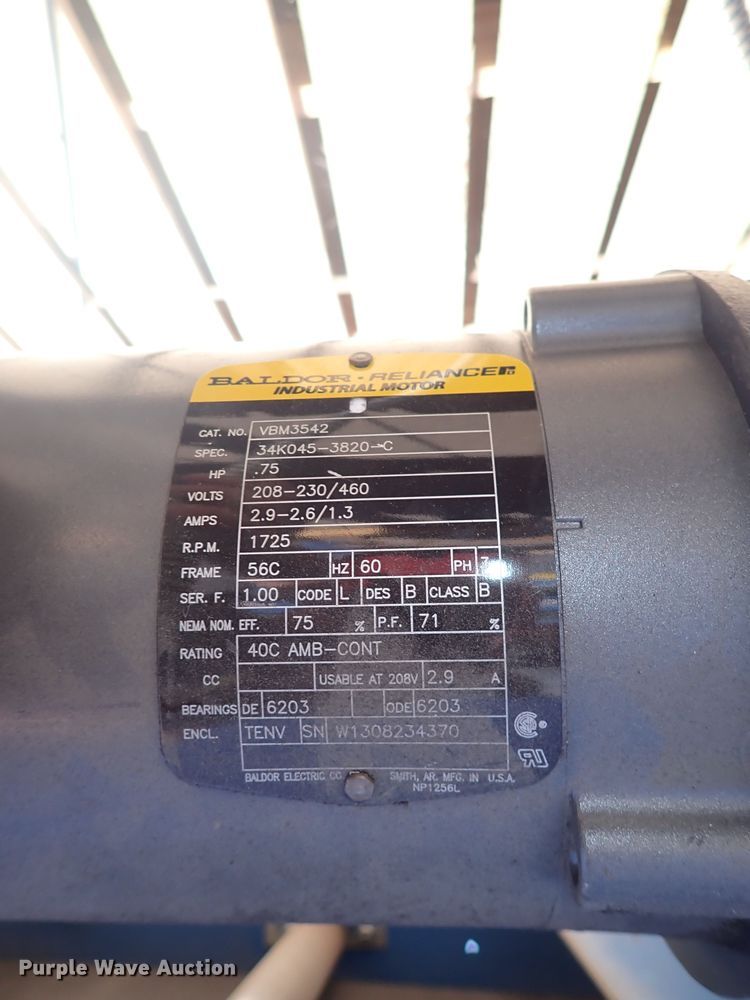 BALDOR • RELIANCER
INDUSTRIAL MOTOR
CAT. NO. VBM3542
SPEC. 34K045-3820-C
HP .75
VOLTS 208-230/460
AMPS 2.9-2.6/1.3
R.P.M. 1725
FRAME 56C HZ 60 PH
SER. F. 1.00 CODE L DES B CLASS B
NEMA NOM. EFF. 75 % P.F. 71 %
RATING 40C AMB-CONT
CC USABLE AT 208V 2.9 A
BEARINGS DE 6203 ODE 6203
ENCL. TENV SN W1308234370
BALDOR ELECTRIC CO SMITH, AR. MFG. IN U.S.A.
NP1256L
Purple Wave Auction